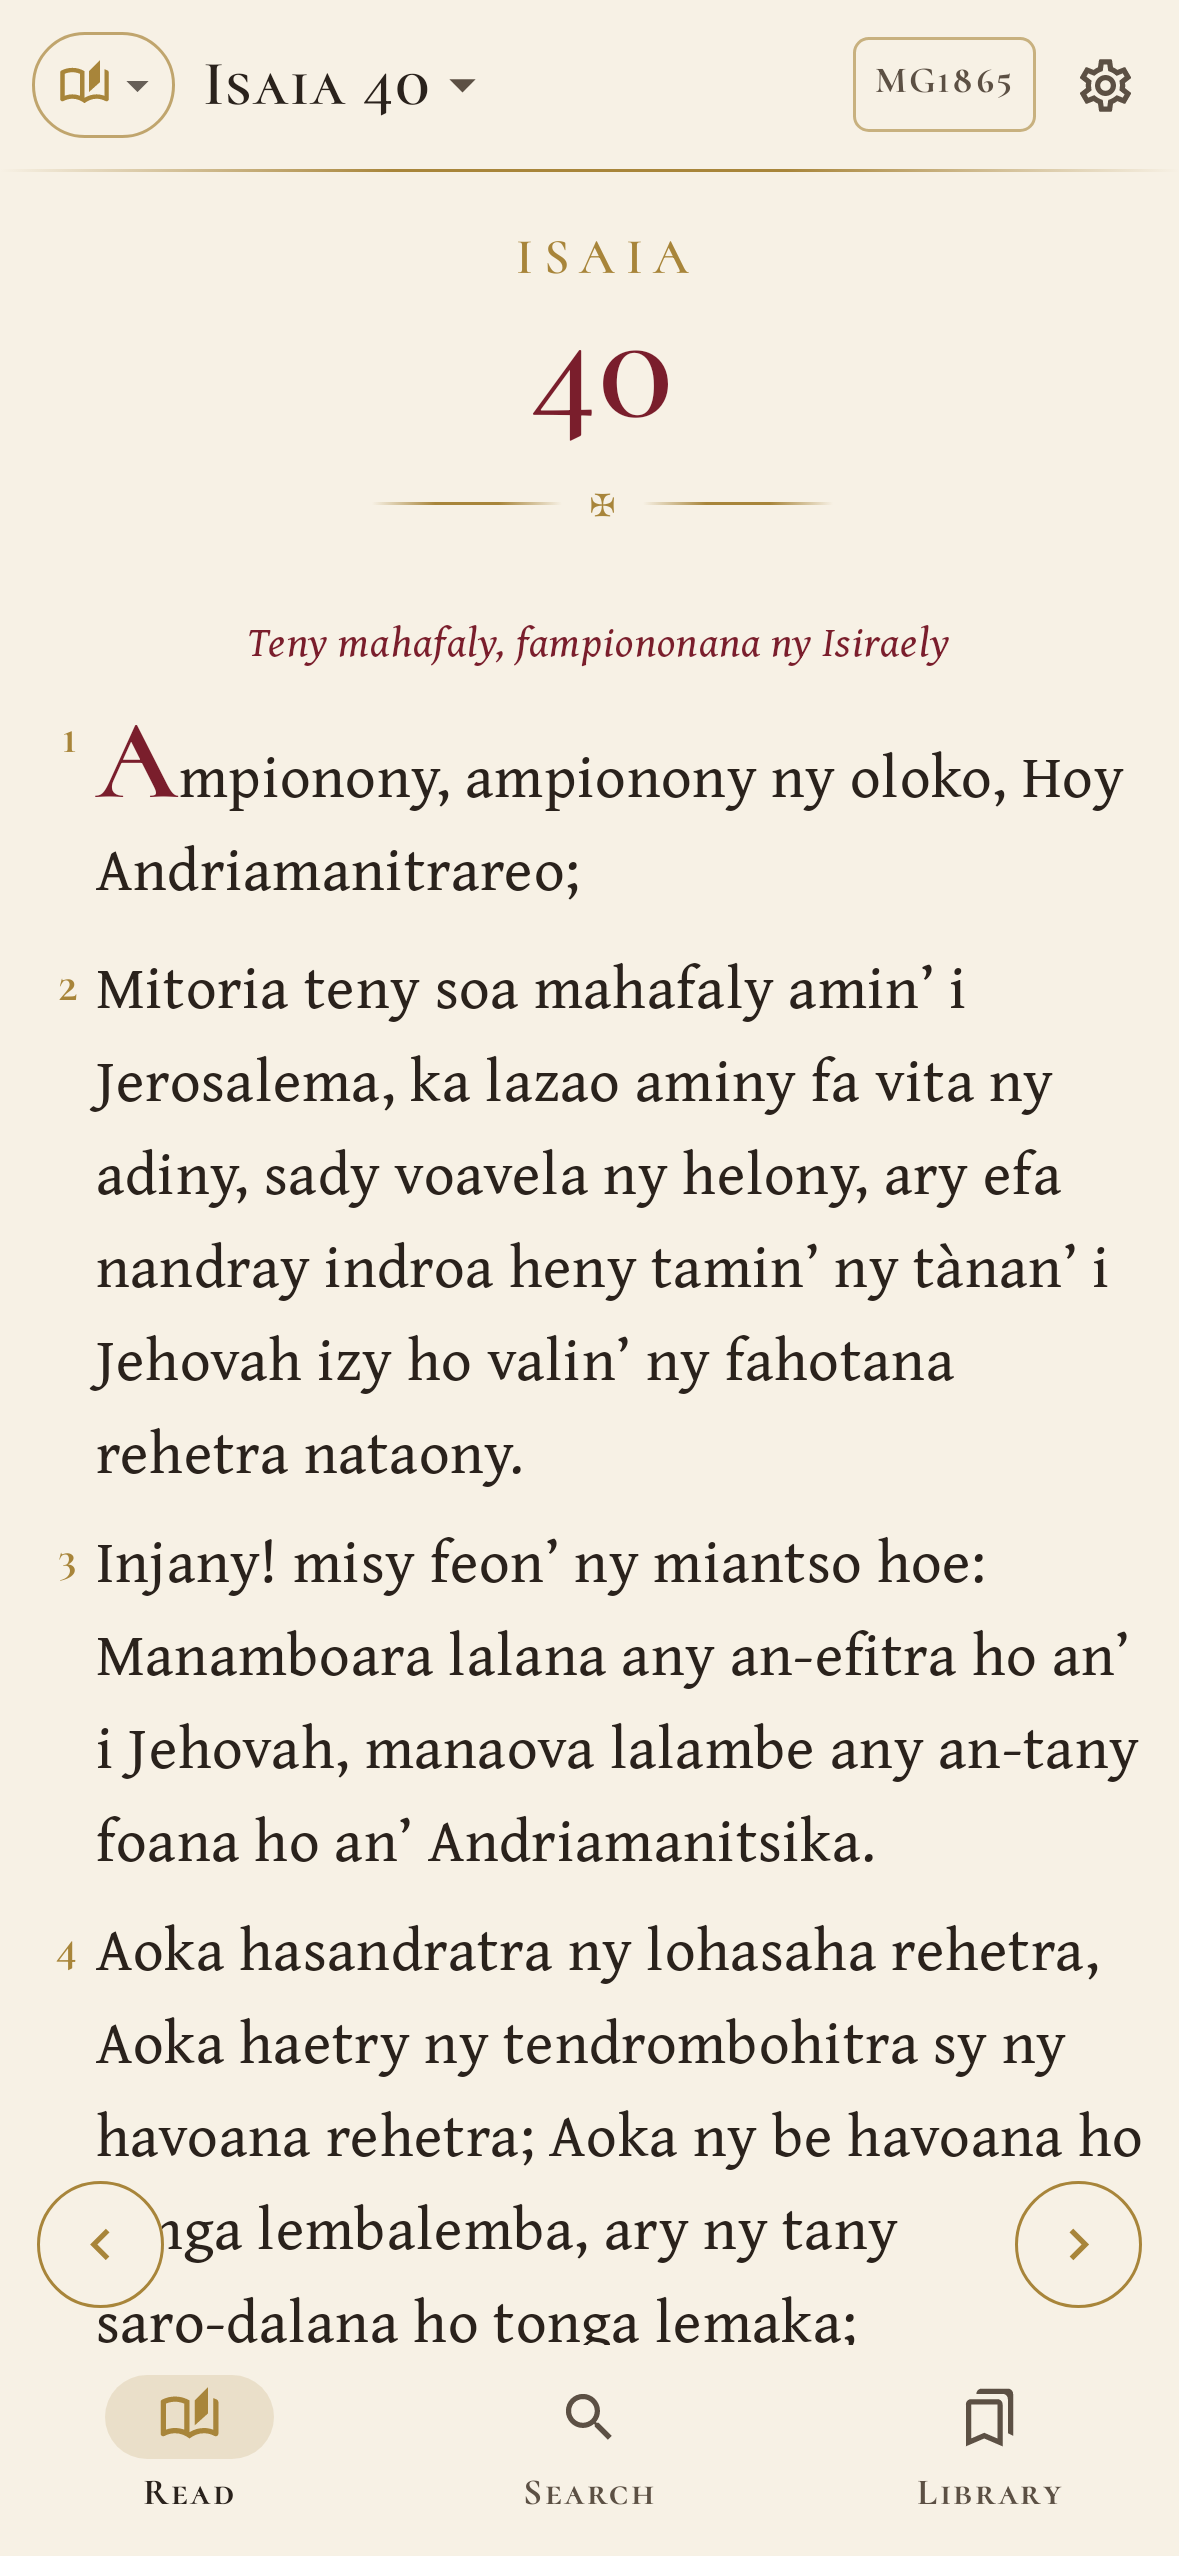 Isaia 40
MG1865
ISAIA
40
Teny mahafaly, fampiononana ny Isiraely
1 Ampionony, ampionony ny oloko, Hoy
Andriamanitrareo;
2 Mitoria teny soa mahafaly amin’ i
Jerosalema, ka lazao aminy fa vita ny
adiny, sady voavela ny helony, ary efa
nandray indroa heny tamin’ ny tànan’ i
Jehovah izy ho valin’ ny fahotana
rehetra nataony.
3 Injany! misy feon’ ny miantso hoe:
Manamboara lalana any an-efitra ho an’
i Jehovah, manaova lalambe any an-tany
foana ho an’ Andriamanitsika.
4 Aoka hasandratra ny lohasaha rehetra,
Aoka haetry ny tendrombohitra sy ny
havoana rehetra; Aoka ny be havoana ho
lembalemba, ary ny tany
saro-dalana ho tonga lemaka;
Read
Search
Library